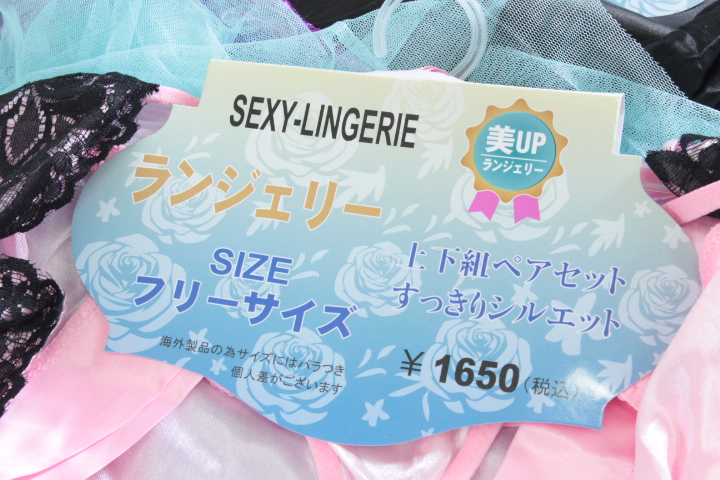 SEXY-LINGERIE
美UP
ランジェリー
ランジェリー
SIZE
フリーサイズ
上下組ペアセット
すっきりシルエット
海外製品の為サイズにはバラつき
個人差がございます
¥1650(税込)